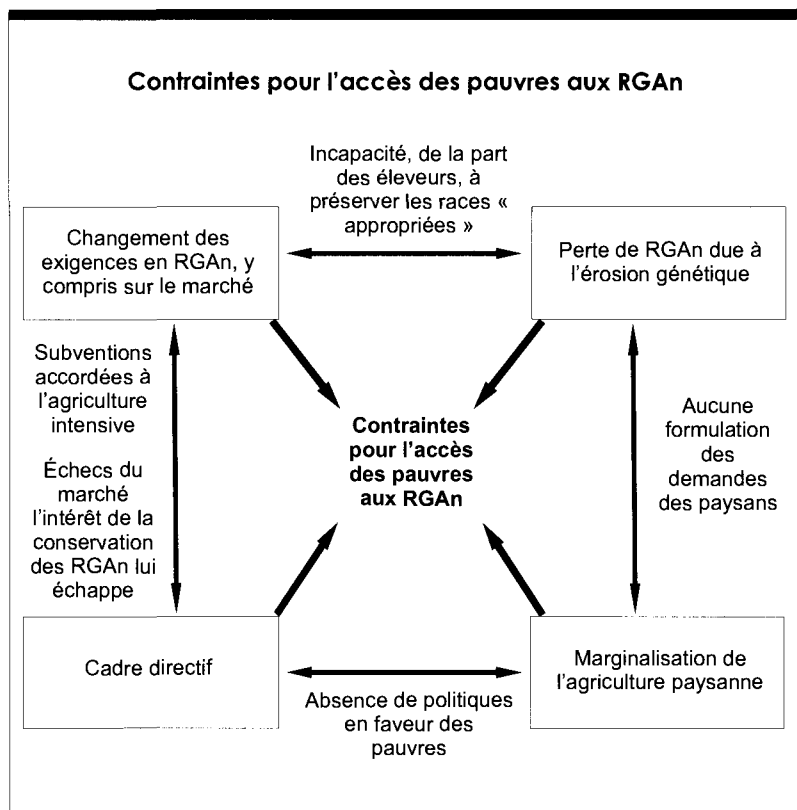 Contraintes pour l'accès des pauvres aux RGAn
Incapacité, de la part
des éleveurs, à
préserver les races «
appropriées »
Changement des
exigences en RGAn, y
compris sur le marché
Perte de RGAn due à
l'érosion génétique
Subventions
accordées à
l'agriculture
intensive
Échecs du
marché
l'intérêt de la
conservation
des RGAn lui
échappe
Contraintes
pour l'accès
des pauvres
aux RGAn
Aucune
formulation
des
demandes
des paysans
Cadre directif
Absence de politiques
en faveur des
pauvres
Marginalisation de
l'agriculture paysanne